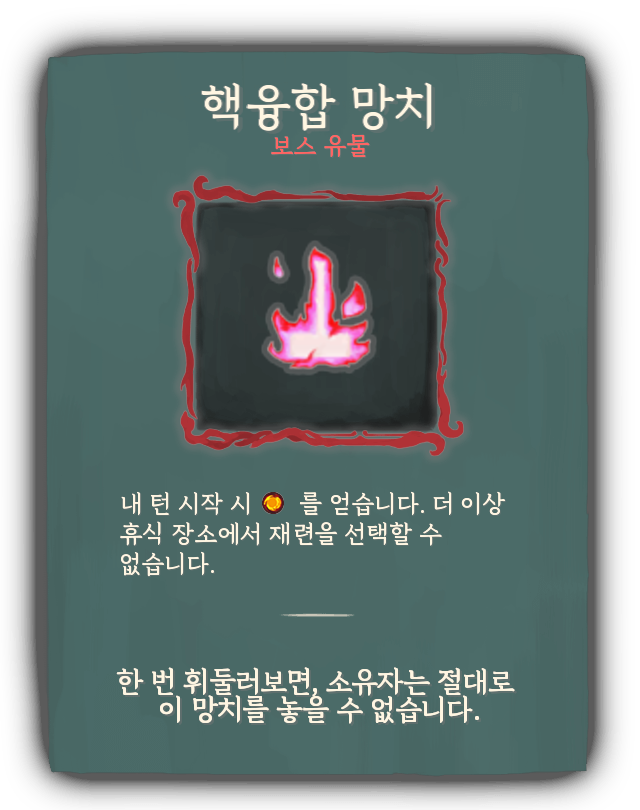 핵융합 망치
보스 유물
내 턴 시작 시 를 얻습니다. 더 이상
휴식 장소에서 재련을 선택할 수
없습니다.
한 번 휘둘러보면, 소유자는 절대로
이 망치를 놓을 수 없습니다.